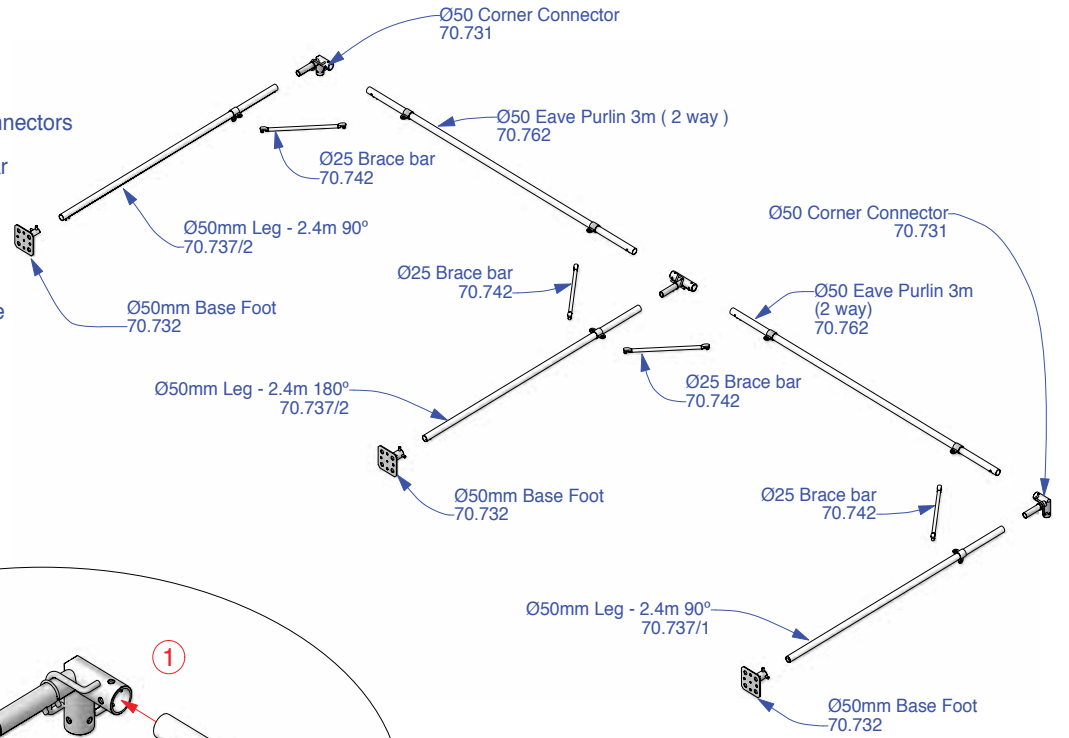 Ø50 Corner Connector
70.731
Ø50 Eave Purlin 3m ( 2 way )
70.762
Ø25 Brace bar
70.742
Ø50mm Leg - 2.4m 90º
70.737/2
Ø50mm Base Foot
70.732
Ø50 Corner Connector
70.731
Ø25 Brace bar
70.742
Ø50 Eave Purlin 3m
(2 way)
70.762
Ø50mm Leg - 2.4m 180º
70.737/2
Ø25 Brace bar
70.742
Ø50mm Base Foot
70.732
Ø25 Brace bar
70.742
Ø50mm Leg - 2.4m 90º
70.737/1
Ø50mm Base Foot
70.732
1